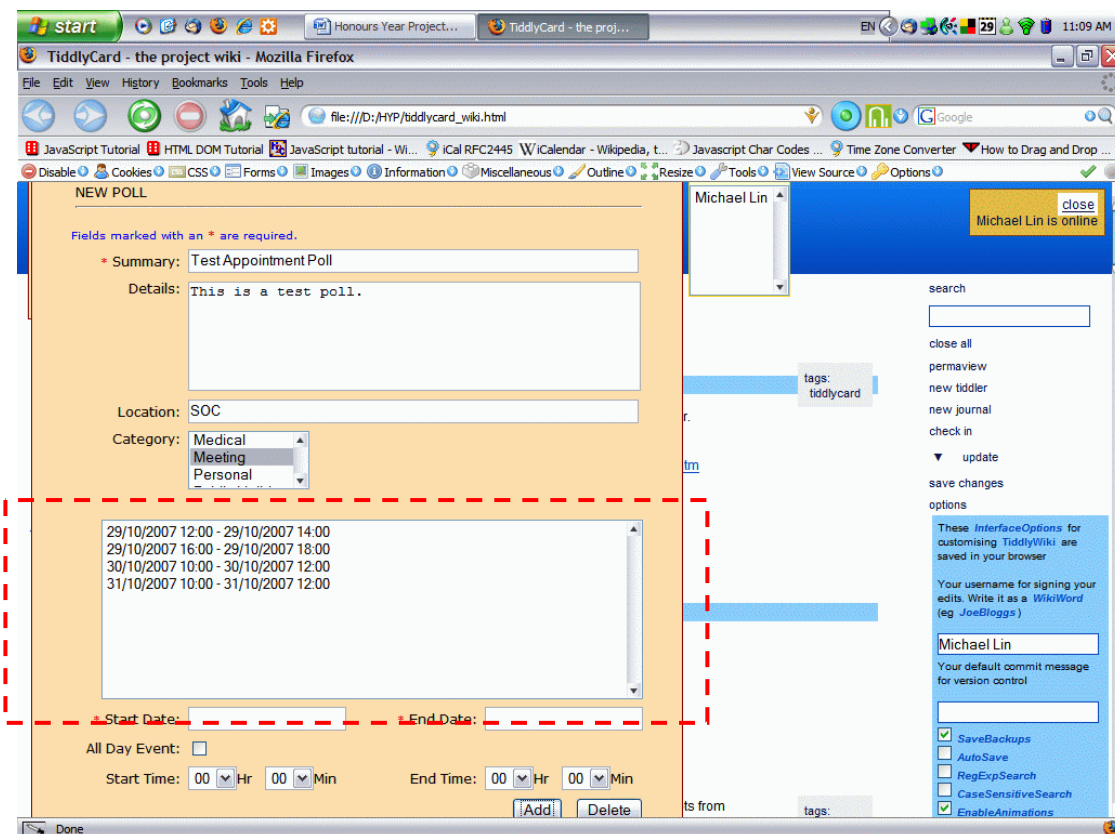 start
Honours Year Project...
TiddlyCard - the proj...
EN
29
11:09 AM
TiddlyCard - the project wiki - Mozilla Firefox
File Edit View History Bookmarks Tools Help
file:///D:/HYP/tiddlycard_wiki.html
G Google
JavaScript Tutorial HTML DOM Tutorial JavaScript tutorial - Wi... iCal RFC2445 iCalendar - Wikipedia, t... Javascript Char Codes ... Time Zone Converter How to Drag and Drop ...
Disable Cookies CSS Forms Images Information Miscellaneous Outline Resize Tools View Source Options
NEW POLL
Fields marked with an * are required.
* Summary: Test Appointment Poll
Details: This is a test poll.
Location: SOC
Category: Medical
Meeting
Personal
29/10/2007 12:00 - 29/10/2007 14:00
29/10/2007 16:00 - 29/10/2007 18:00
30/10/2007 10:00 - 30/10/2007 12:00
31/10/2007 10:00 - 31/10/2007 12:00
* Start Date: * End Date:
All Day Event:
Start Time: 00 Hr 00 Min End Time: 00 Hr 00 Min
Add Delete
Michael Lin
close
Michael Lin is online
tags:
tiddlycard
r.
tm
ts from
tags:
search
close all
permaview
new tiddler
new journal
check in
▼ update
save changes
options
These InterfaceOptions for
customising TiddlyWiki are
saved in your browser
Your username for signing your
edits. Write it as a WikiWord
(eg JoeBloggs)
Michael Lin
Your default commit message
for version control
SaveBackups
AutoSave
RegExpSearch
CaseSensitiveSearch
EnableAnimations
Done